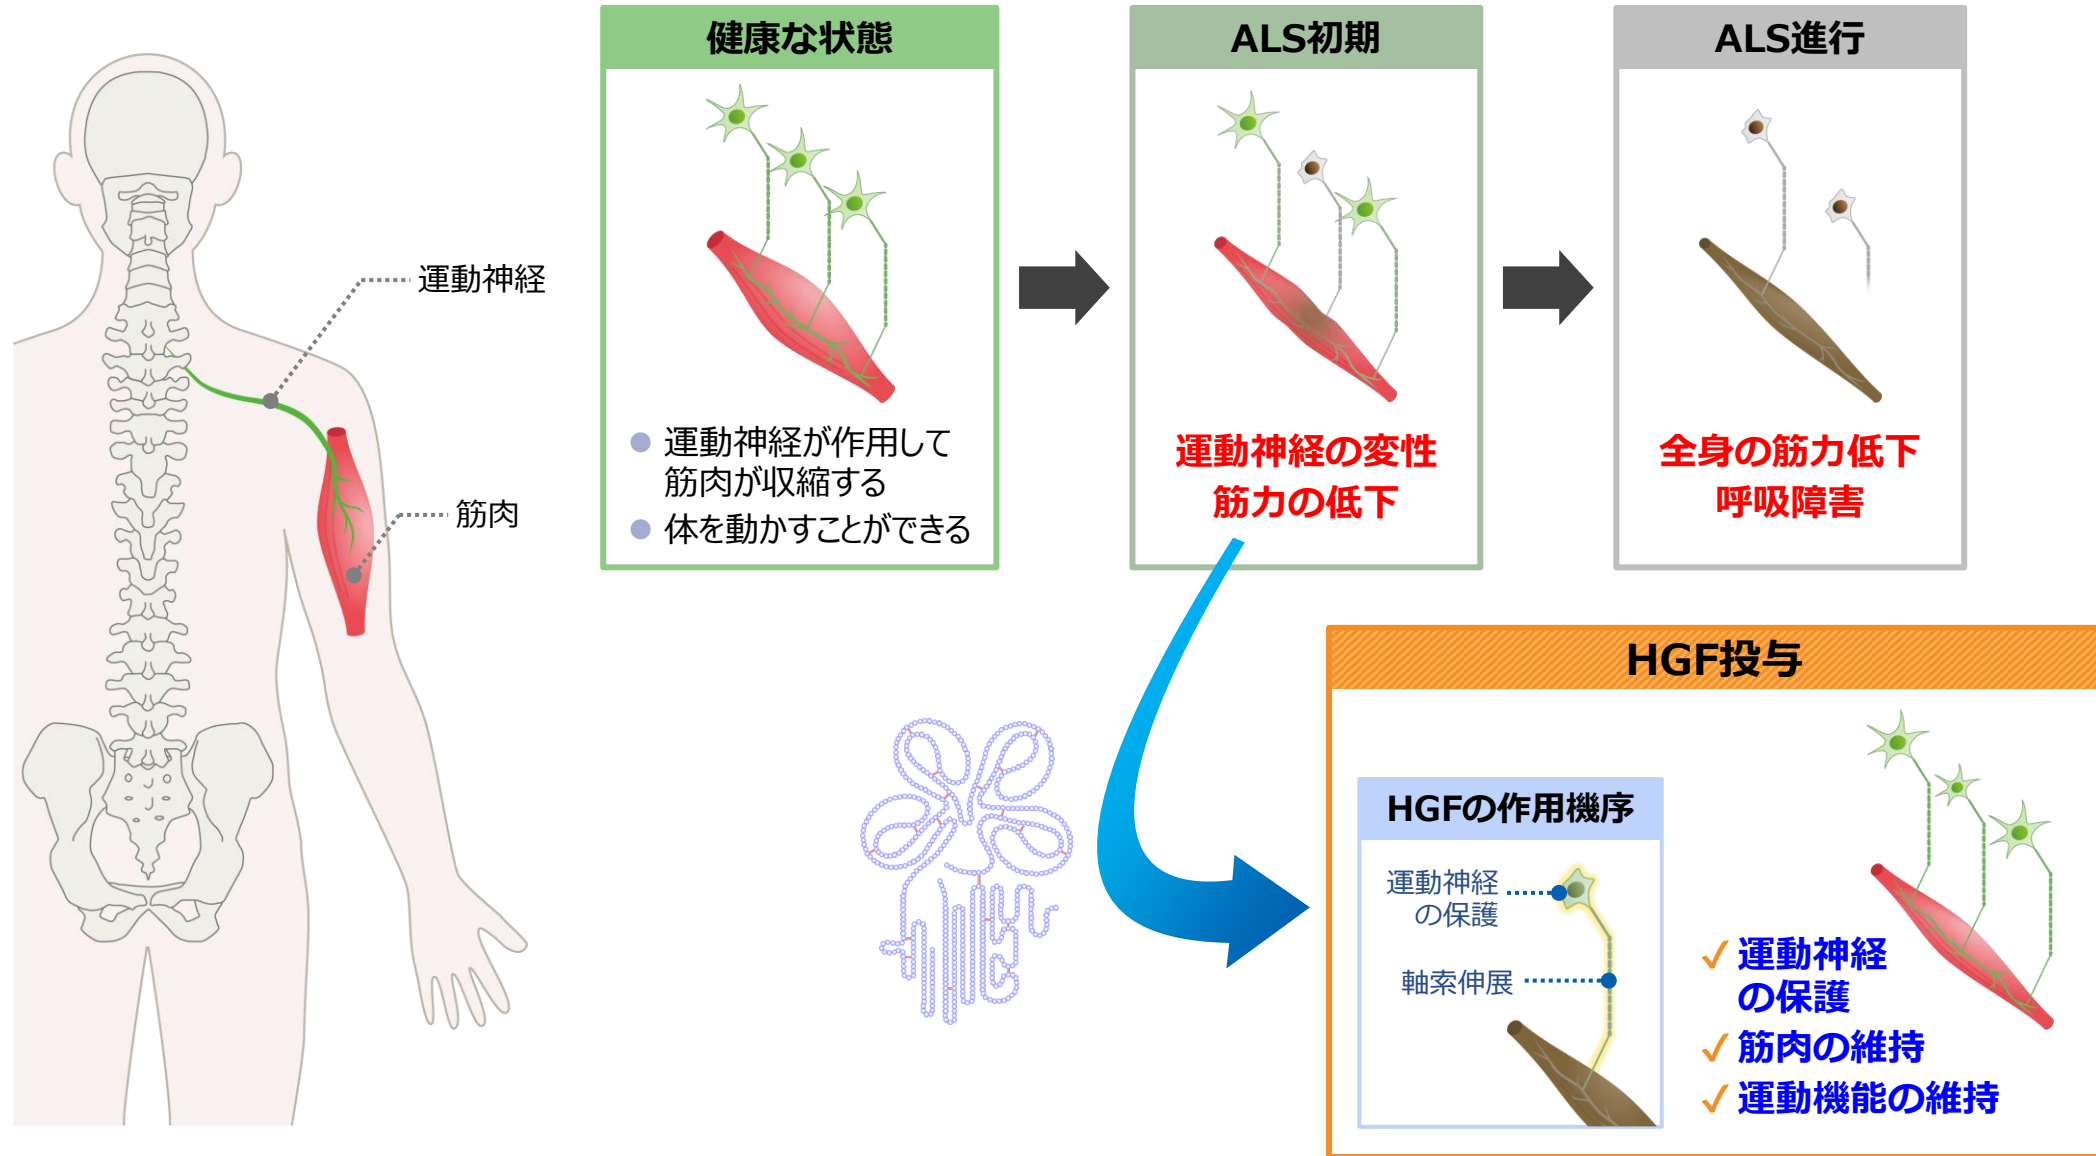 運動神経
筋肉
健康な状態
運動神経が作用して
筋肉が収縮する
体を動かすことができる
ALS初期
運動神経の変性
筋力の低下
ALS進行
全身の筋力低下
呼吸障害
HGF投与
HGFの作用機序
運動神経
の保護
軸索伸展
✓ 運動神経
の保護
✓ 筋肉の維持
✓ 運動機能の維持